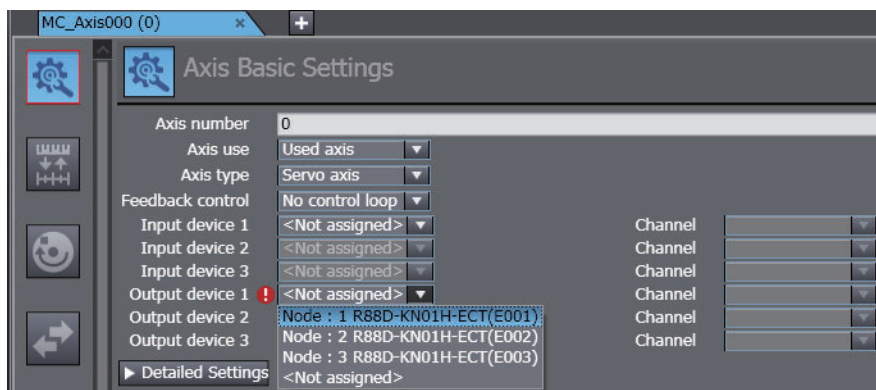 MC_Axis000 (0) × +
Axis Basic Settings
Axis number 0
Axis use Used axis
Axis type Servo axis
Feedback control No control loop
Input device 1 <Not assigned> Channel
Input device 2 <Not assigned> Channel
Input device 3 <Not assigned> Channel
Output device 1 ! <Not assigned> Channel
Output device 2 Node : 1 R88D-KN01H-ECT(E001) Channel
Output device 3 Node : 2 R88D-KN01H-ECT(E002) Channel
Node : 3 R88D-KN01H-ECT(E003)
Detailed Settings <Not assigned>